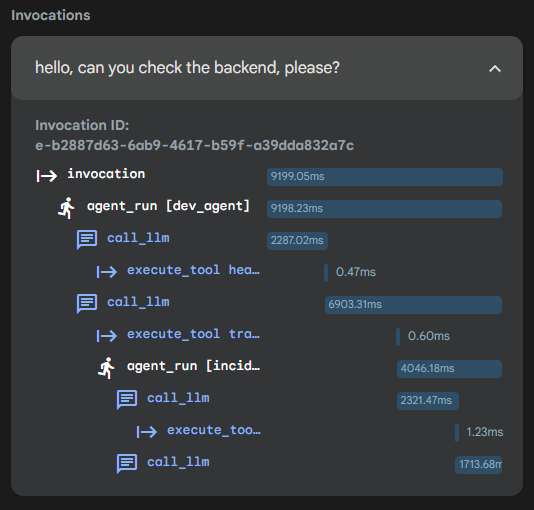 Invocations
hello, can you check the backend, please?
Invocation ID:
e-b2887d63-6ab9-4617-b59f-a39dda832a7c
invocation 9199.05ms
agent_run [dev_agent] 9198.23ms
call_llm 2287.02ms
execute_tool hea… 0.47ms
call_llm 6903.31ms
execute_tool tra… 0.60ms
agent_run [incid… 4046.18ms
call_llm 2321.47ms
execute_too… 1.23ms
call_llm 1713.68m